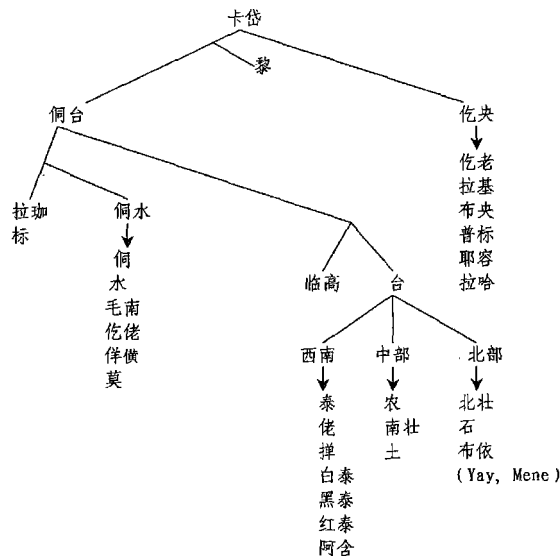 卡岱
黎
侗台
仡央
仡老
拉基
布央
普标
耶容
拉哈
拉珈
标
侗水
侗
水
毛南
仫佬
佯僙
莫
临高
台
西南
中部
北部
泰
佬
掸
白泰
黑泰
红泰
阿含
农
南壮
土
北壮
石
布依
(Yay, Mene)